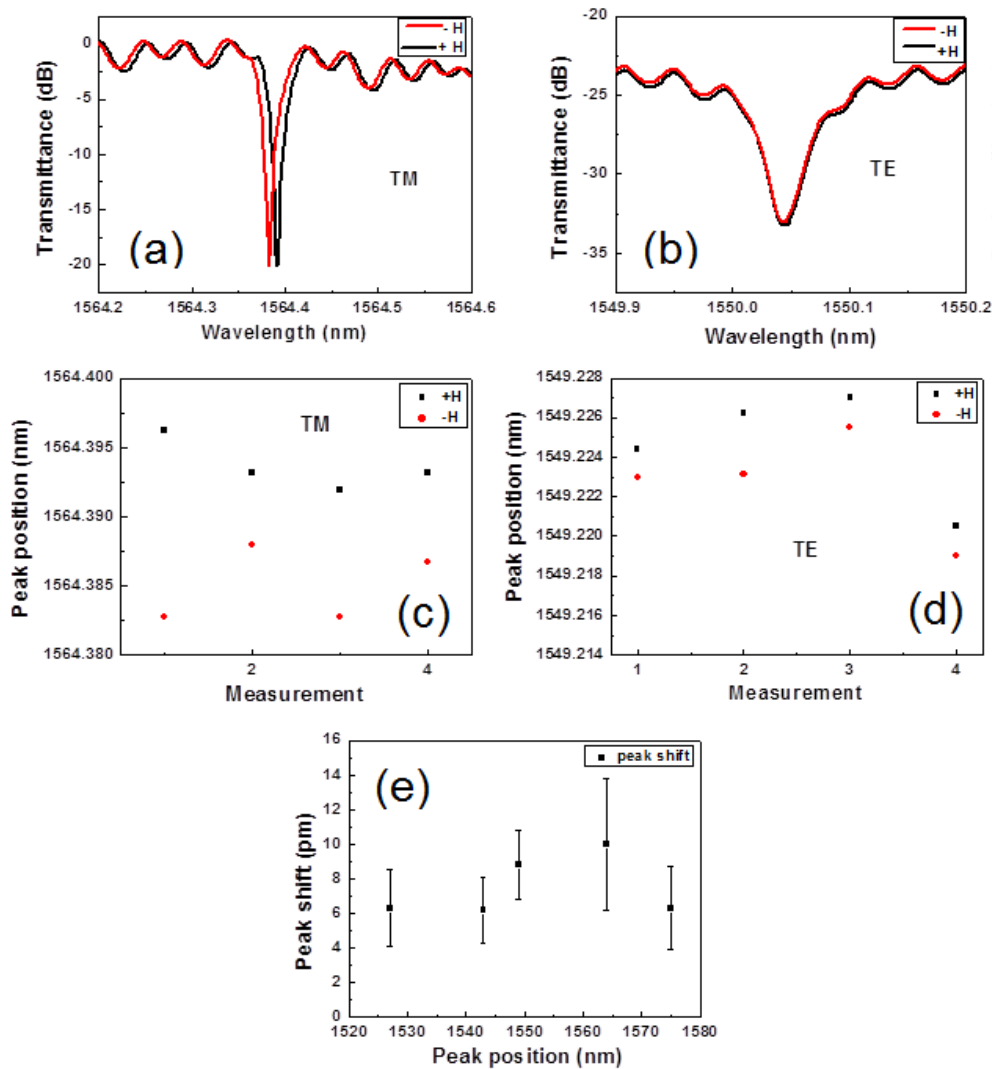 - H
+ H
0
-5
-10
-15
-20
Transmittance (dB)
TM
(a)
1564.2 1564.3 1564.4 1564.5 1564.6
Wavelength (nm)
-H
+H
-20
-25
-30
-35
Transmittance (dB)
TE
(b)
1549.9 1550.0 1550.1 1550.2
Wavelength (nm)
1564.400
1564.395
1564.390
1564.385
1564.380
Peak position (nm)
TM
+H
-H
(c)
2 4
Measurement
1549.228
1549.226
1549.224
1549.222
1549.220
1549.218
1549.216
1549.214
Peak position (nm)
+H
-H
TE
(d)
1 2 3 4
Measurement
16
14
12
10
8
6
4
2
0
Peak shift (pm)
(e)
peak shift
1520 1530 1540 1550 1560 1570 1580
Peak position (nm)